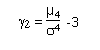 γ₂ = μ₄/σ⁴ -3